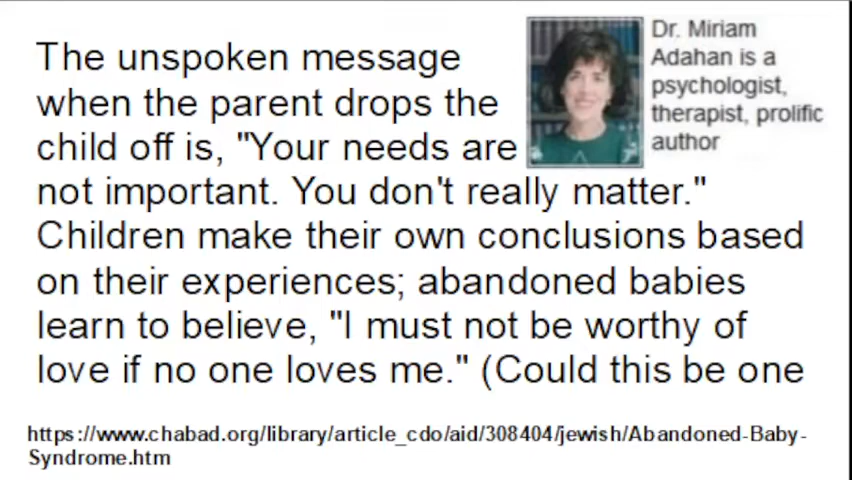 The unspoken message
when the parent drops the
child off is, "Your needs are
not important. You don't really matter."
Children make their own conclusions based
on their experiences; abandoned babies
learn to believe, "I must not be worthy of
love if no one loves me." (Could this be one
Dr. Miriam
Adahan is a
psychologist,
therapist, prolific
author
https://www.chabad.org/library/article_cdo/aid/308404/jewish/Abandoned-Baby-
Syndrome.htm